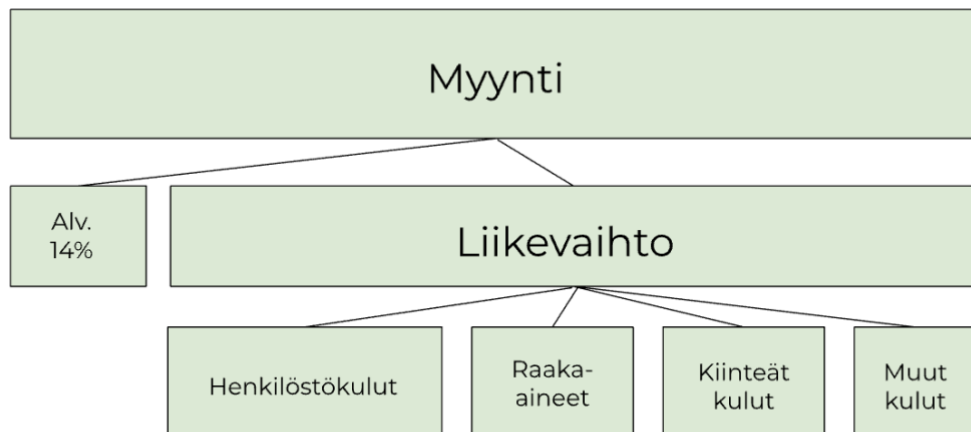 Myynti
Alv.
14%
Liikevaihto
Henkilöstökulut
Raaka-
aineet
Kiinteät
kulut
Muut
kulut